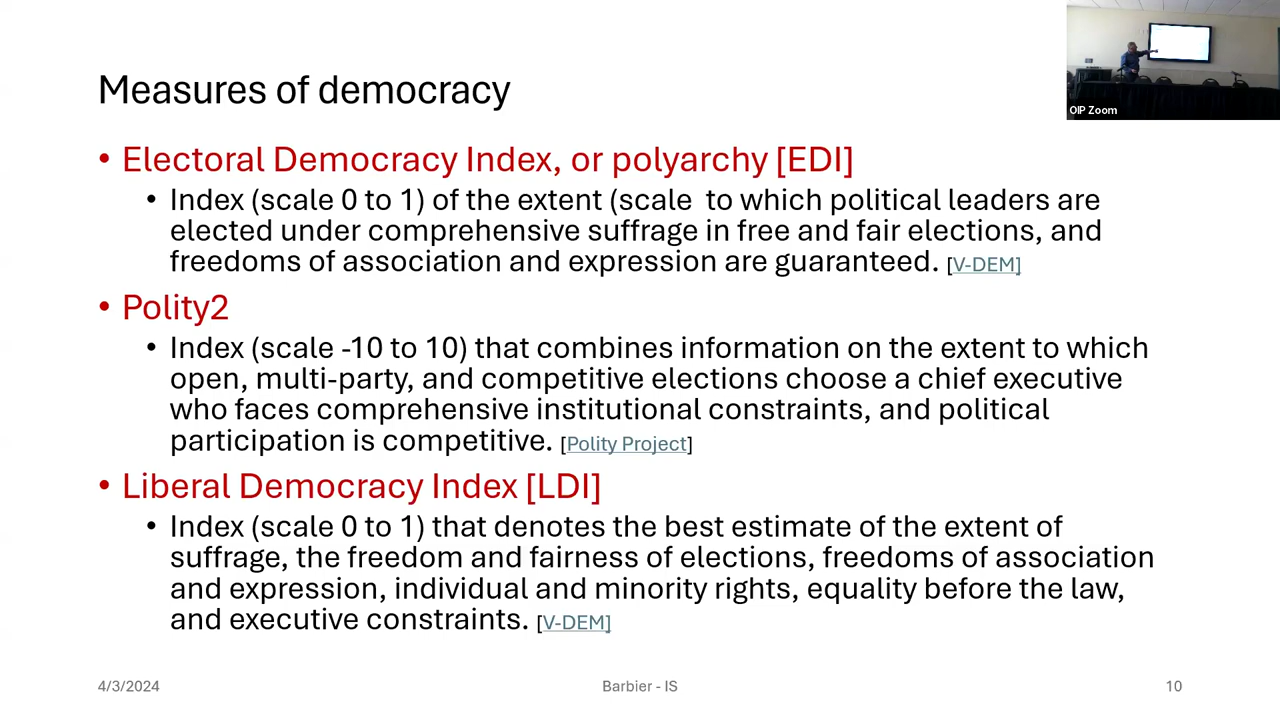 Measures of democracy
OIP Zoom
• Electoral Democracy Index, or polyarchy [EDI]
• Index (scale 0 to 1) of the extent (scale  to which political leaders are
elected under comprehensive suffrage in free and fair elections, and
freedoms of association and expression are guaranteed. [V-DEM]
• Polity2
• Index (scale -10 to 10) that combines information on the extent to which
open, multi-party, and competitive elections choose a chief executive
who faces comprehensive institutional constraints, and political
participation is competitive. [Polity Project]
• Liberal Democracy Index [LDI]
• Index (scale 0 to 1) that denotes the best estimate of the extent of
suffrage, the freedom and fairness of elections, freedoms of association
and expression, individual and minority rights, equality before the law,
and executive constraints. [V-DEM]
4/3/2024
Barbier - IS
10